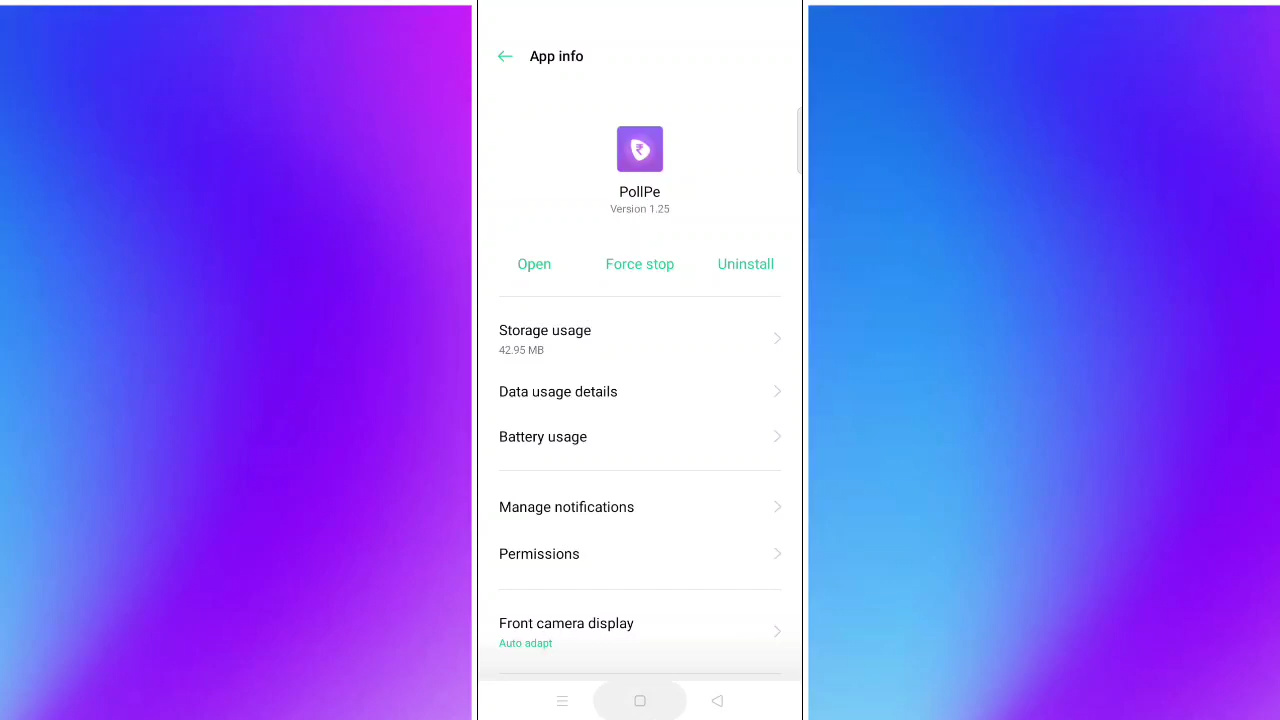 App info
₹
PollPe
Version 1.25
Open Force stop Uninstall
Storage usage
42.95 MB
Data usage details
Battery usage
Manage notifications
Permissions
Front camera display
Auto adapt